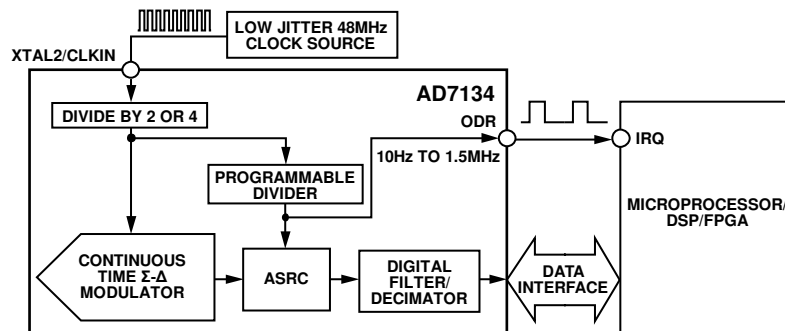 LOW JITTER 48MHz
CLOCK SOURCE
XTAL2/CLKIN
AD7134
DIVIDE BY 2 OR 4
ODR
10Hz TO 1.5MHz
IRQ
PROGRAMMABLE
DIVIDER
MICROPROCESSOR/
DSP/FPGA
CONTINUOUS
TIME Σ-Δ
MODULATOR
ASRC
DIGITAL
FILTER/
DECIMATOR
DATA
INTERFACE